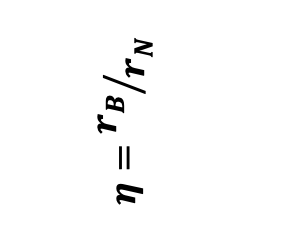 η = r_B/r_N